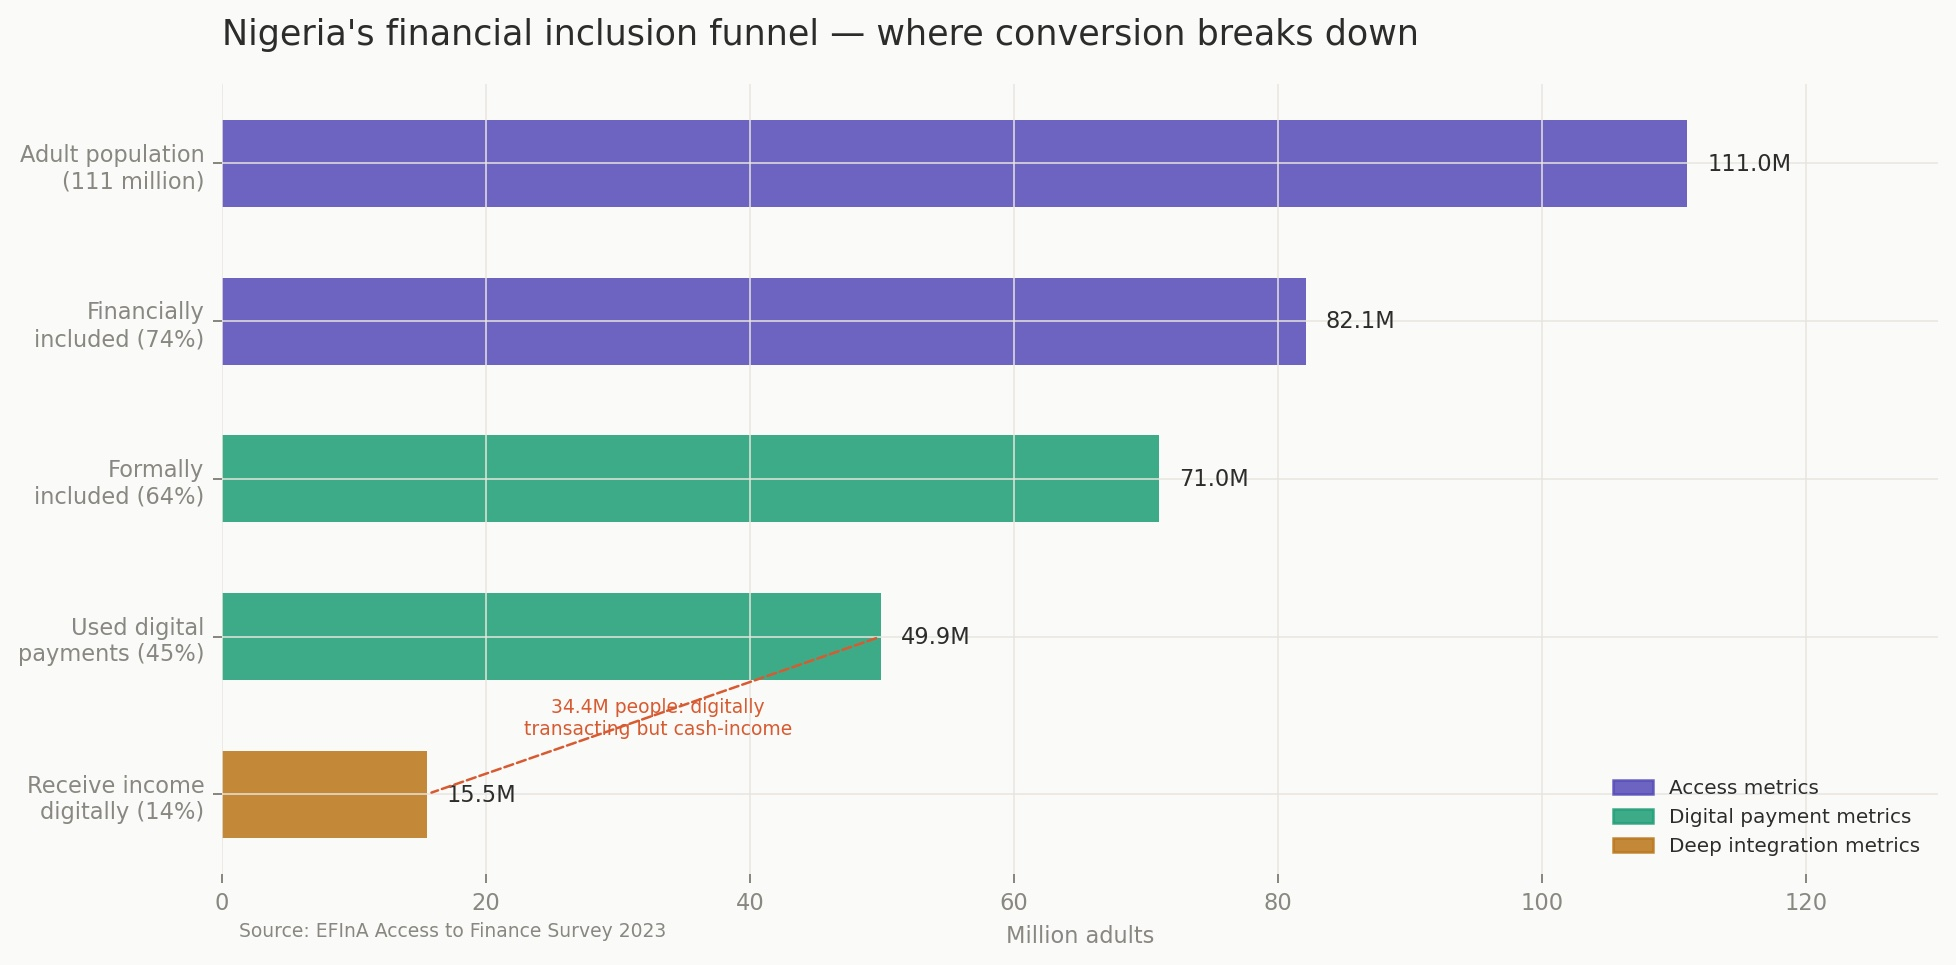 Nigeria's financial inclusion funnel — where conversion breaks down
Adult population
(111 million)
111.0M
Financially
included (74%)
82.1M
Formally
included (64%)
71.0M
Used digital
payments (45%)
49.9M
34.4M people: digitally
transacting but cash-income
Receive income
digitally (14%)
15.5M
Access metrics
Digital payment metrics
Deep integration metrics
0 20 40 60 80 100 120
Source: EFInA Access to Finance Survey 2023
Million adults